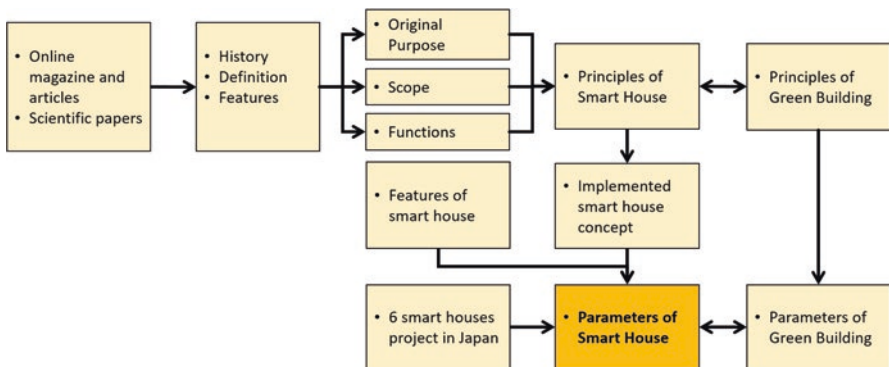 • Online
magazine and
articles
• Scientific papers
• History
• Definition
• Features
• Original
Purpose
• Scope
• Functions
• Principles of
Smart House
• Principles of
Green Building
• Features of
smart house
• Implemented
smart house
concept
• 6 smart houses
project in Japan
• Parameters of
Smart House
• Parameters of
Green Building